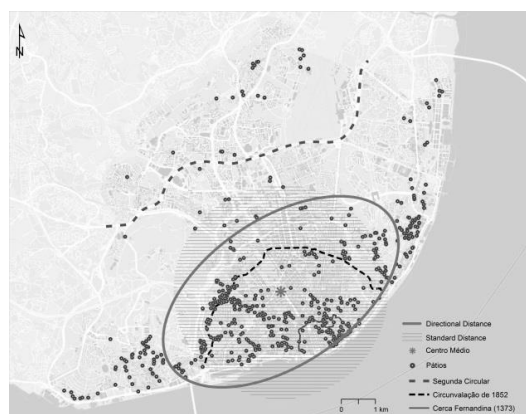 N
Directional Distance
Standard Distance
Centro Médio
Pátios
Segunda Circular
Circunvalação de 1852
Cerca Fernandina (1373)
0 1 km